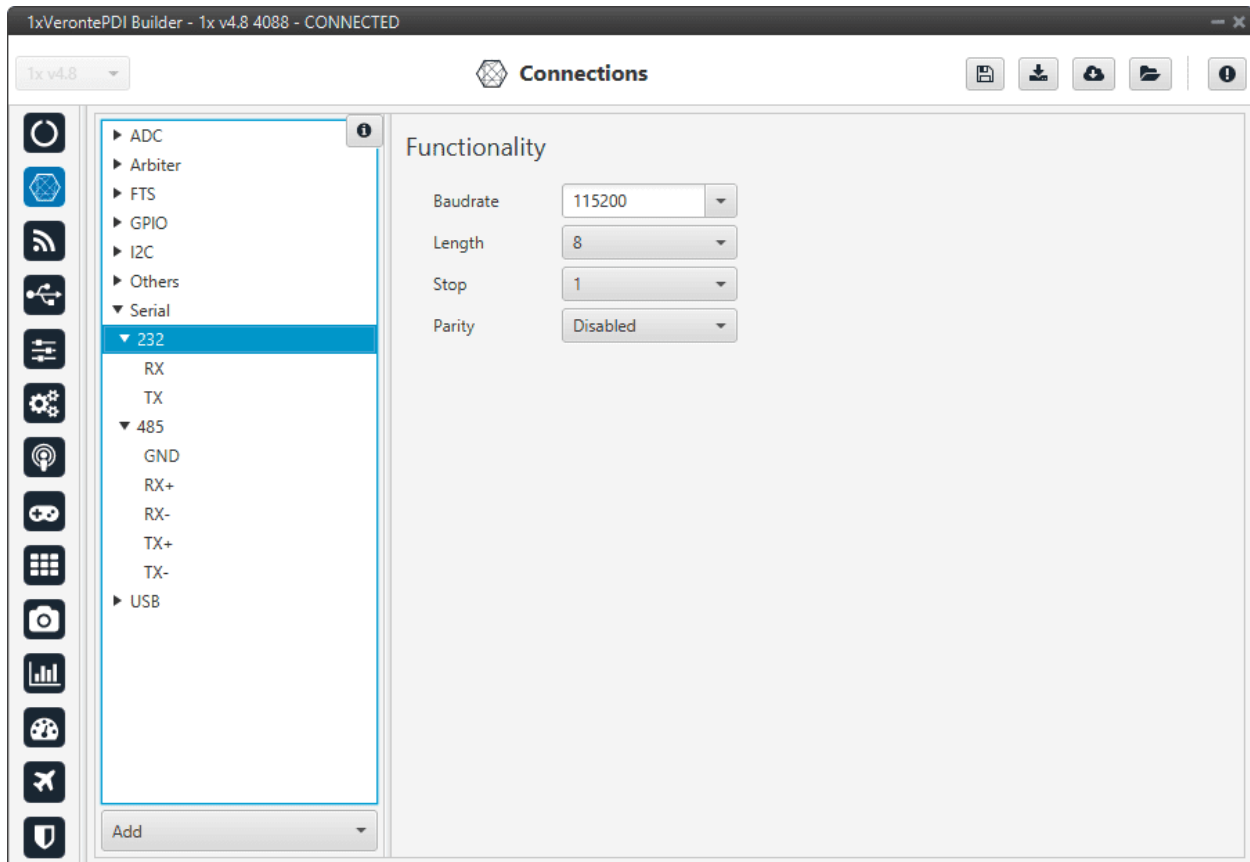 1xVerontePDI Builder - 1x v4.8 4088 - CONNECTED
1x v4.8
Connections
ADC
Arbiter
FTS
GPIO
I2C
Others
Serial
232
RX
TX
485
GND
RX+
RX-
TX+
TX-
USB
Add
Functionality
Baudrate 115200
Length 8
Stop 1
Parity Disabled